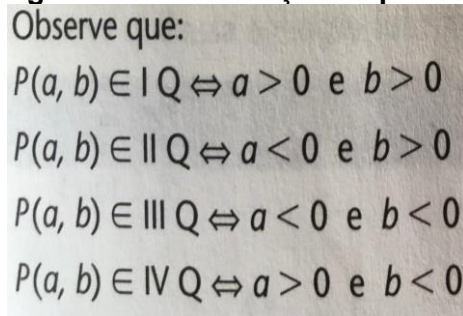 Observe que:
P(a, b) ∈ I Q ⇔ a > 0 e b > 0
P(a, b) ∈ II Q ⇔ a < 0 e b > 0
P(a, b) ∈ III Q ⇔ a < 0 e b < 0
P(a, b) ∈ IV Q ⇔ a > 0 e b < 0